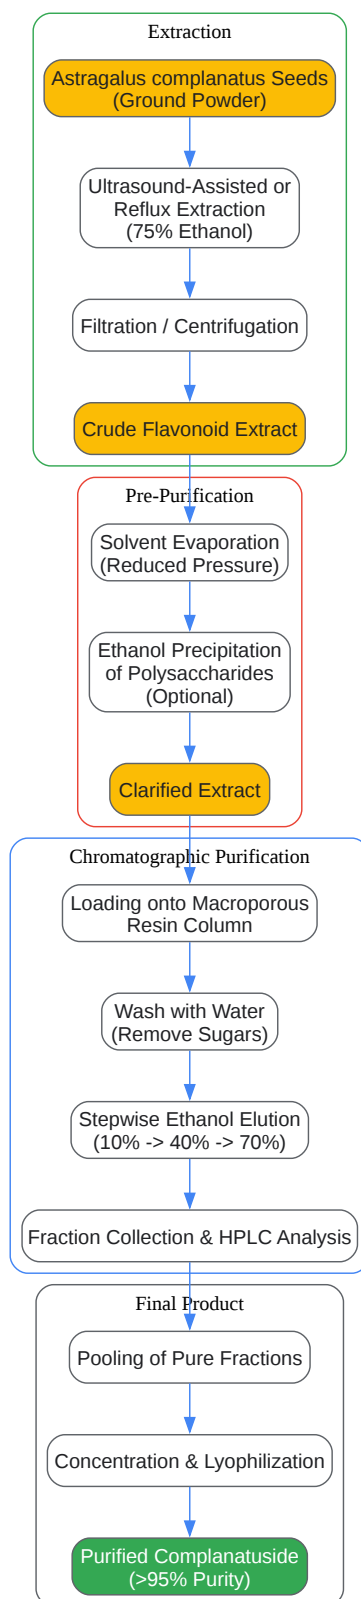 Extraction
Astragalus complanatus Seeds
(Ground Powder)
Ultrasound-Assisted or
Reflux Extraction
(75% Ethanol)
Filtration / Centrifugation
Crude Flavonoid Extract
Pre-Purification
Solvent Evaporation
(Reduced Pressure)
Ethanol Precipitation
of Polysaccharides
(Optional)
Clarified Extract
Chromatographic Purification
Loading onto Macroporous
Resin Column
Wash with Water
(Remove Sugars)
Stepwise Ethanol Elution
(10% -> 40% -> 70%)
Fraction Collection & HPLC Analysis
Final Product
Pooling of Pure Fractions
Concentration & Lyophilization
Purified Complanatuside
(>95% Purity)